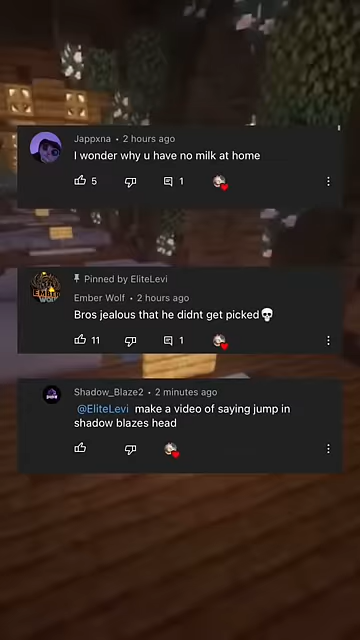 Jappxna • 2 hours ago
I wonder why u have no milk at home
5
1
Pinned by EliteLevi
Ember Wolf • 2 hours ago
Bros jealous that he didnt get picked💀
11
1
Shadow_Blaze2 • 2 minutes ago
@EliteLevi make a video of saying jump in
shadow blazes head